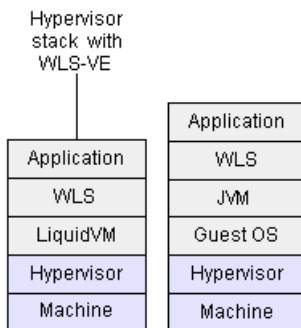 Hypervisor
stack with
WLS-VE
Application
WLS
LiquidVM
Hypervisor
Machine
Application
WLS
JVM
Guest OS
Hypervisor
Machine